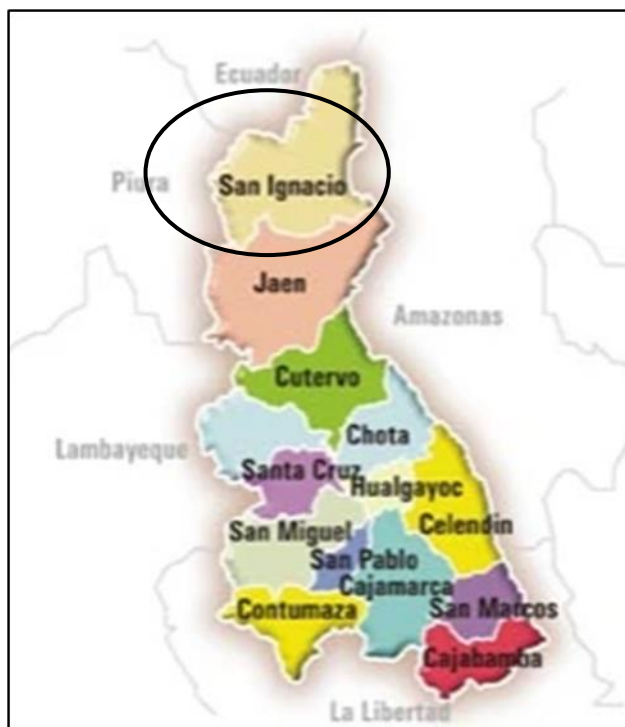 Ecuador
Piura
San Ignacio
Jaen
Amazonas
Cutervo
Chota
Lambayeque
Santa Cruz
Hualgayoc
Celendin
San Miguel
San Pablo
Cajamarca
Contumaza
San Marcos
Cajabamba
La Libertad